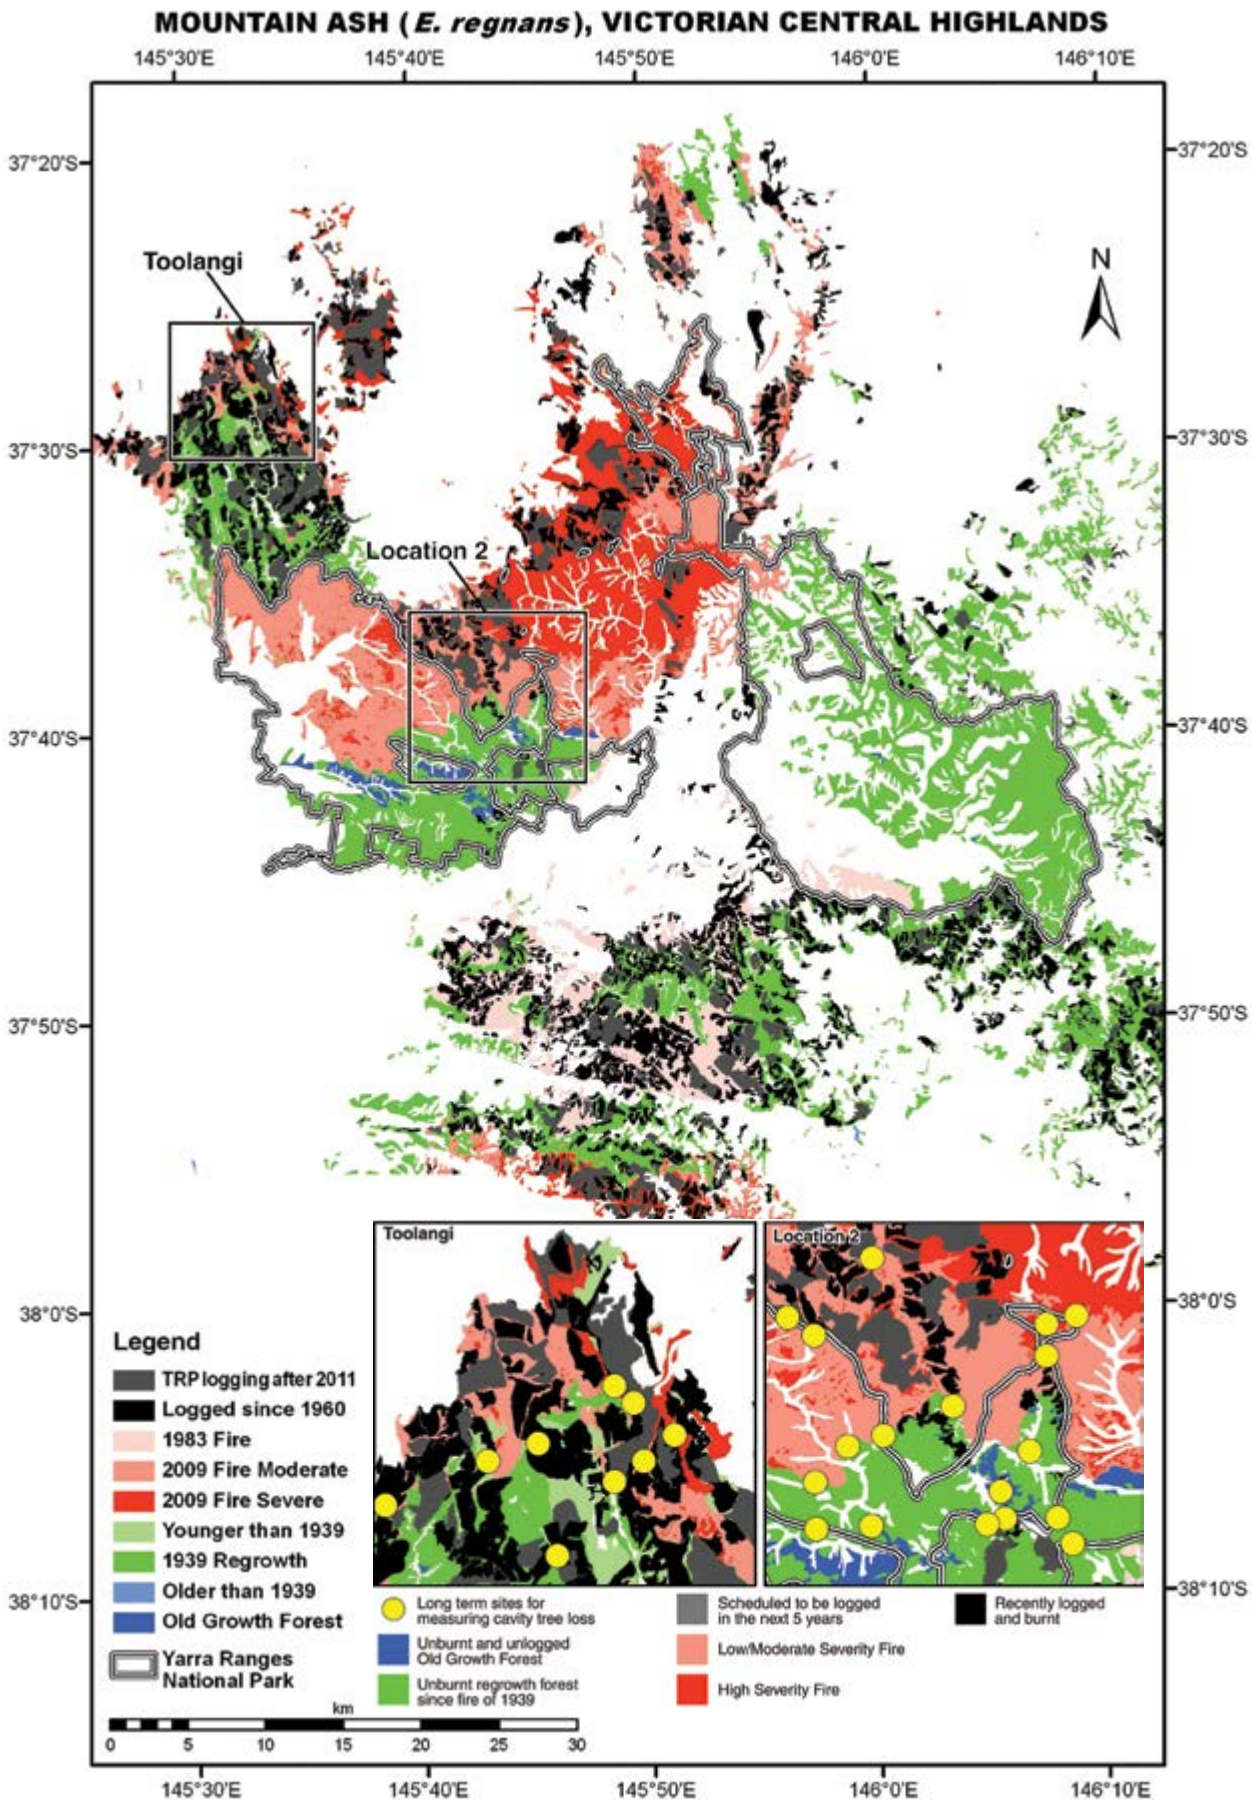 MOUNTAIN ASH (E. regnans), VICTORIAN CENTRAL HIGHLANDS
145°30'E 145°40'E 145°50'E 146°0'E 146°10'E
37°20'S 37°20'S
N
Toolangi
37°30'S 37°30'S
Location 2
37°40'S 37°40'S
37°50'S 37°50'S
Toolangi
Location 2
38°0'S 38°0'S
Legend
TRP logging after 2011
Logged since 1960
1983 Fire
2009 Fire Moderate
2009 Fire Severe
Younger than 1939
1939 Regrowth
Older than 1939
Old Growth Forest
Yarra Ranges
National Park
38°10'S 38°10'S
Long term sites for
measuring cavity tree loss
Unburnt and unlogged
Old Growth Forest
Unburnt regrowth forest
since fire of 1939
Scheduled to be logged
in the next 5 years
Low/Moderate Severity Fire
High Severity Fire
Recently logged
and burnt
km
0 5 10 15 20 25 30
145°30'E 145°40'E 145°50'E 146°0'E 146°10'E